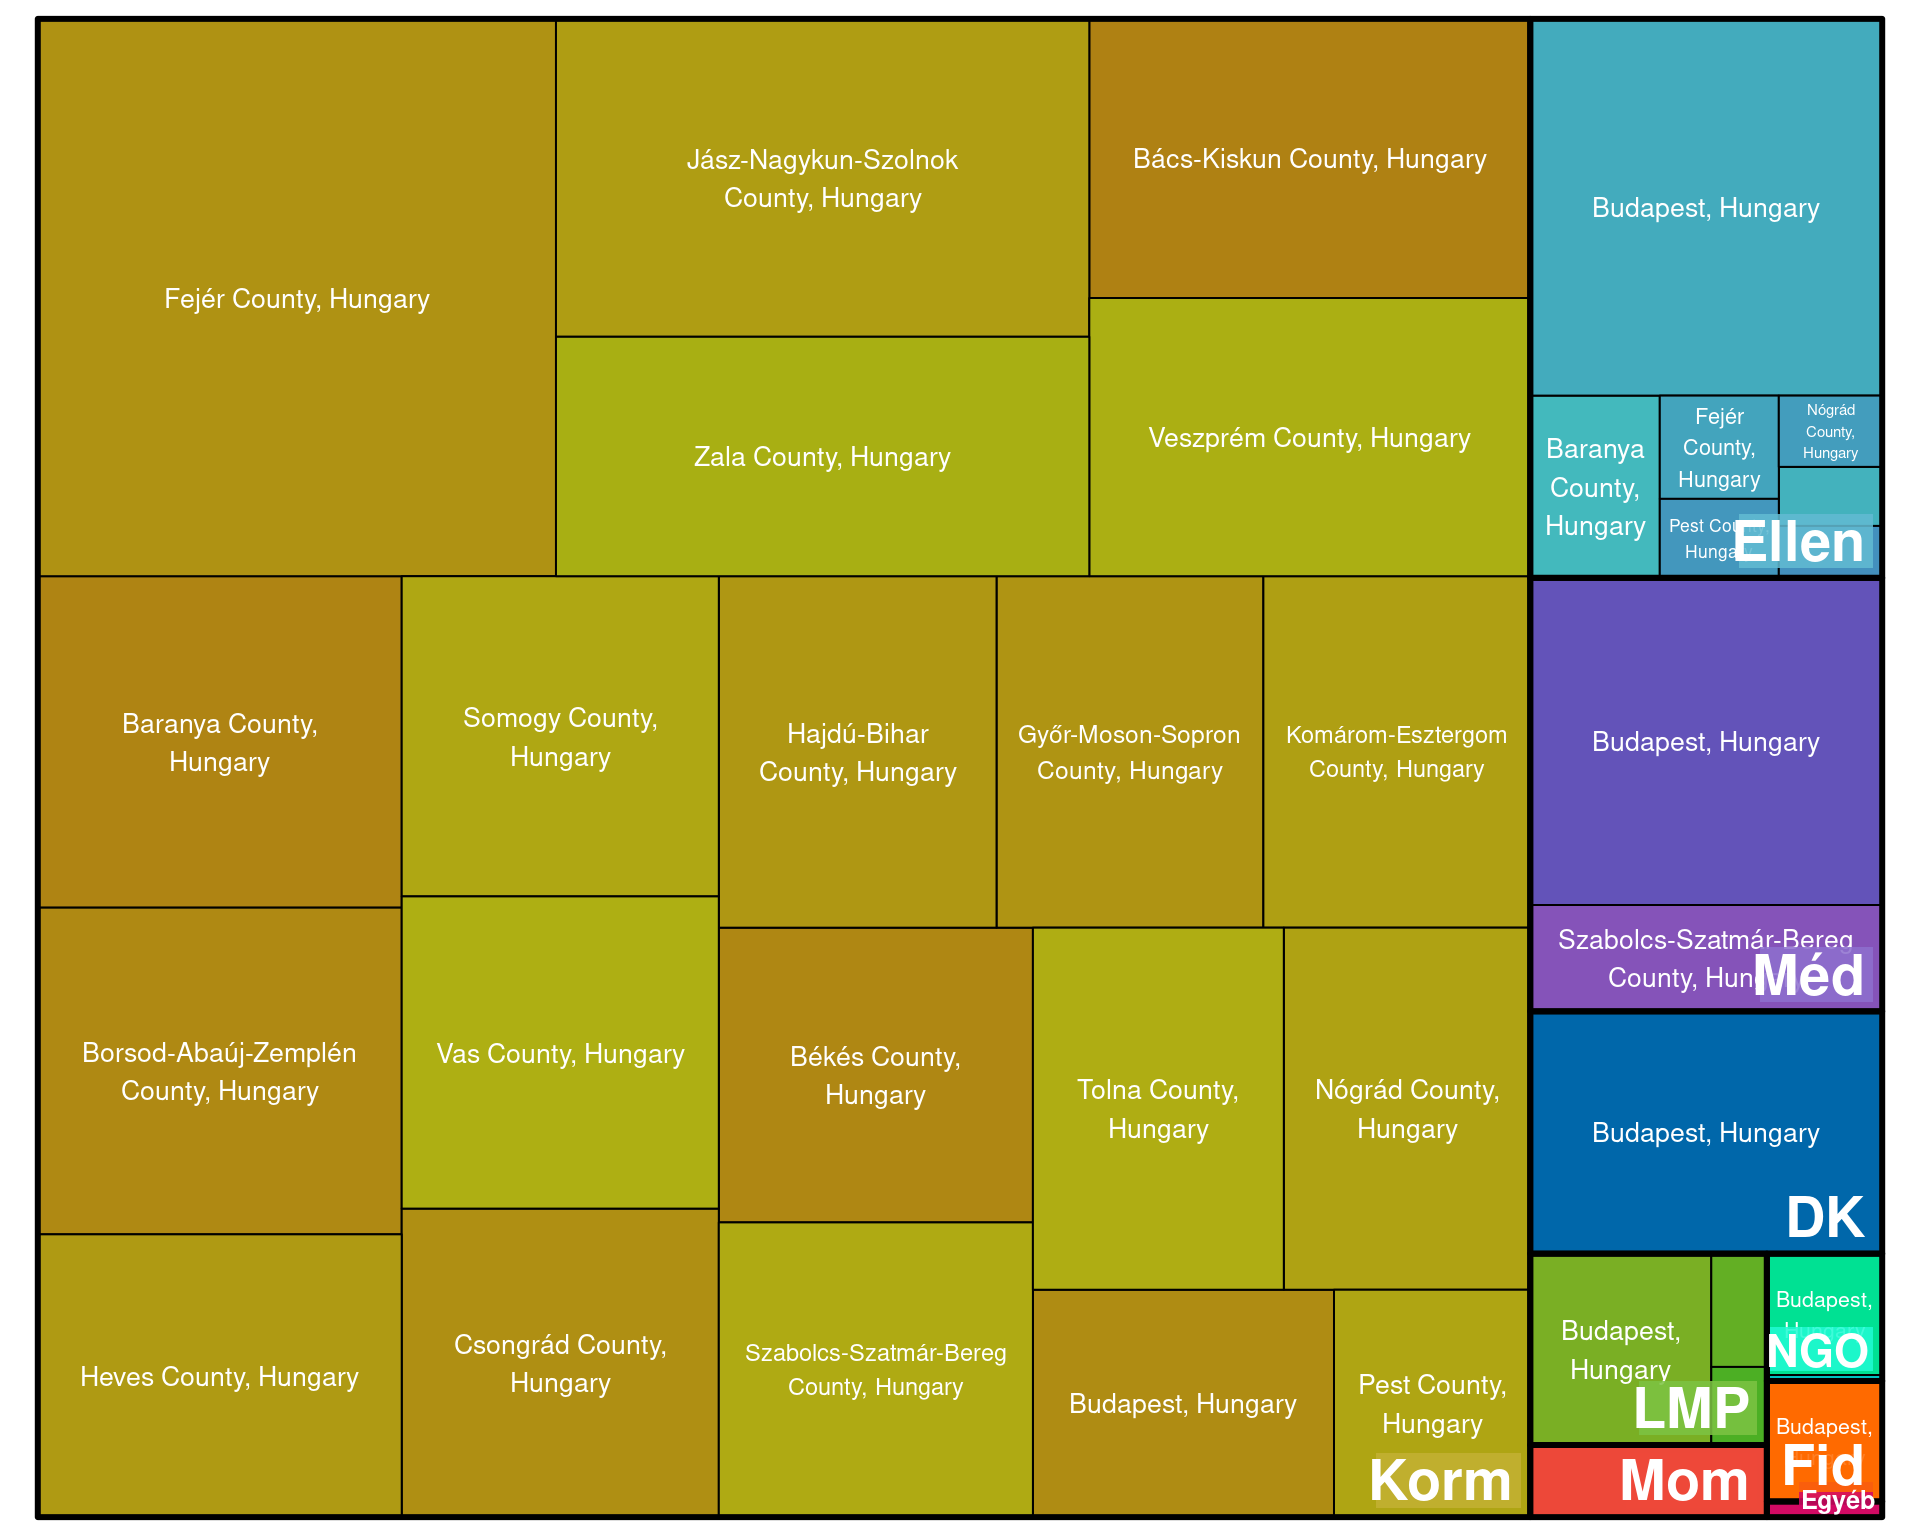 Fejér County, Hungary
Jász-Nagykun-Szolnok
County, Hungary
Bács-Kiskun County, Hungary
Zala County, Hungary
Veszprém County, Hungary
Baranya County,
Hungary
Somogy County,
Hungary
Hajdú-Bihar
County, Hungary
Győr-Moson-Sopron
County, Hungary
Komárom-Esztergom
County, Hungary
Borsod-Abaúj-Zemplén
County, Hungary
Vas County, Hungary
Békés County,
Hungary
Tolna County,
Hungary
Nógrád County,
Hungary
Heves County, Hungary
Csongrád County,
Hungary
Szabolcs-Szatmár-Bereg
County, Hungary
Budapest, Hungary
Pest County,
Hungary
Korm
Budapest, Hungary
Baranya
County,
Hungary
Fejér
County,
Hungary
Nógrád
County,
Hungary
Pest County,
Hungary
Ellen
Budapest, Hungary
Szabolcs-Szatmár-Bereg
County,
Méd
Budapest, Hungary
DK
Budapest,
Hungary
LMP
Budapest,
Hungary
NGO
Mom
Budapest,
Fid
Egyéb